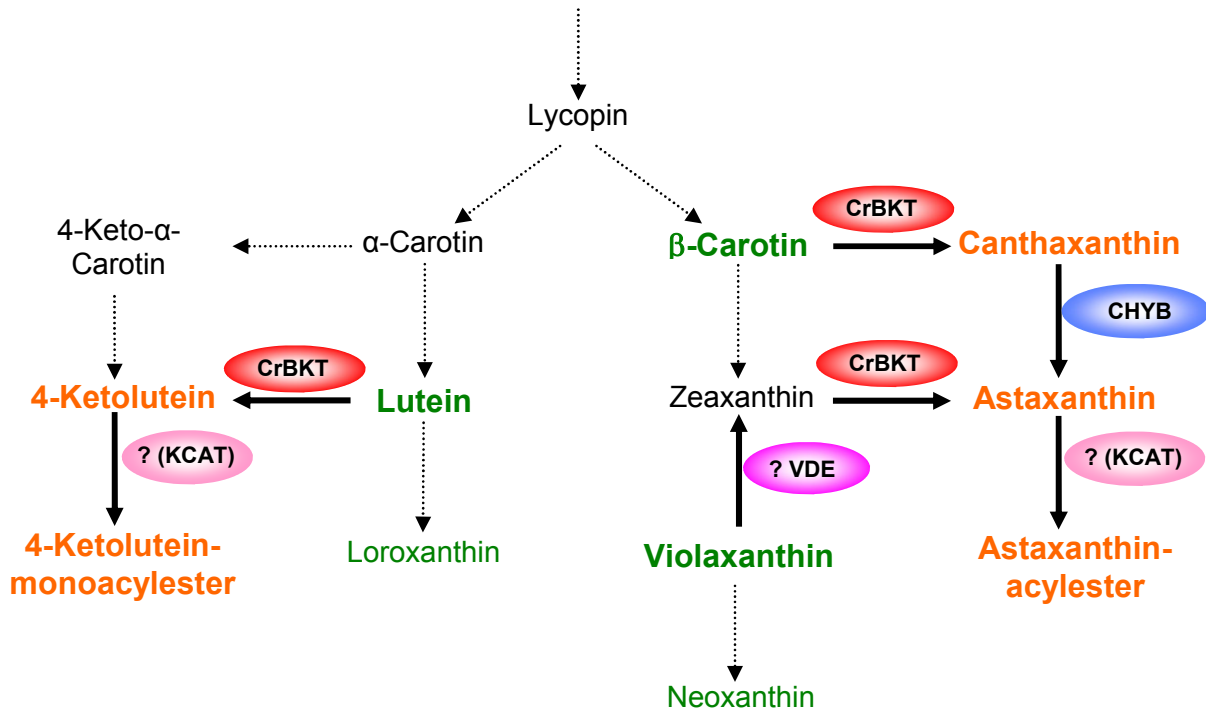 Lycopin
4-Keto-α-
Carotin
α-Carotin
β-Carotin
CrBKT
Canthaxanthin
CHYB
4-Ketolutein
CrBKT
Lutein
Zeaxanthin
CrBKT
Astaxanthin
? (KCAT)
? VDE
? (KCAT)
4-Ketolutein-
monoacylester
Loroxanthin
Violaxanthin
Astaxanthin-
acylester
Neoxanthin